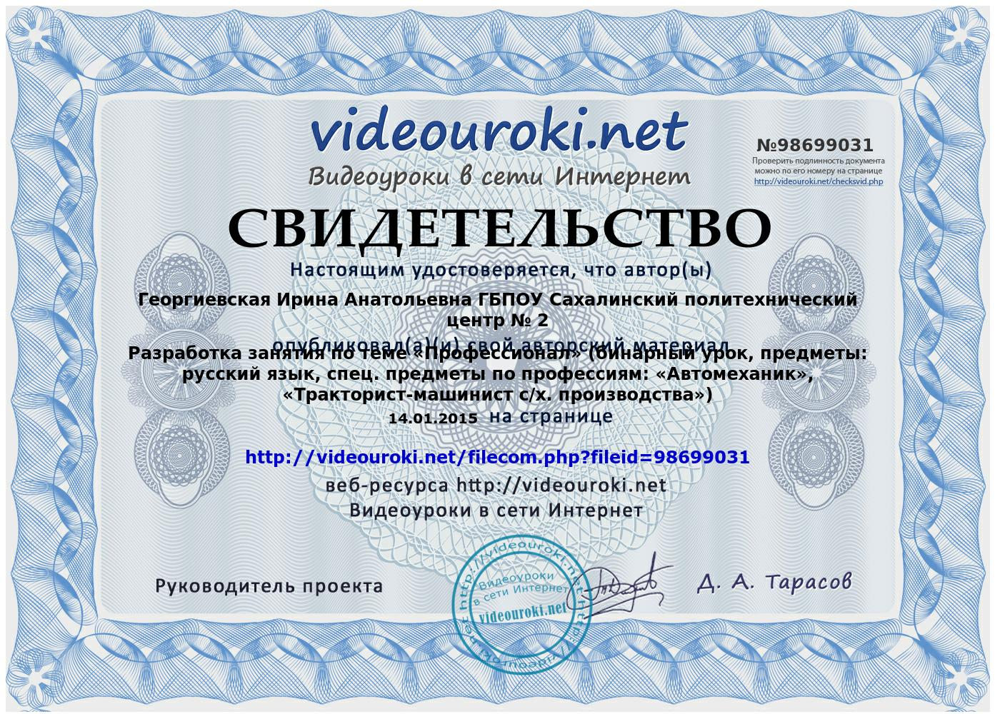 videouroki.net
Видеоуроки в сети Интернет
№98699031
Проверить подлинность документа
можно по его номеру на странице
http://videouroki.net/checksvid.php
СВИДЕТЕЛЬСТВО
Настоящим удостоверяется, что автор(ы)
Георгиевская Ирина Анатольевна ГБПОУ Сахалинский политехнический
центр № 2
опубликовал(а)(и) свой авторский материал
Разработка занятия по теме «Профессионал» (бинарный урок, предметы:
русский язык, спец. предметы по профессиям: «Автомеханик»,
«Тракторист-машинист с/х. производства»)
14.01.2015 на странице
http://videouroki.net/filecom.php?fileid=98699031
веб-ресурса http://videouroki.net
Видеоуроки в сети Интернет
Руководитель проекта
http://videouroki.net http://videouroki.net
Видеоуроки
в сети Интернет
videouroki.net
Д. А. Тарасов